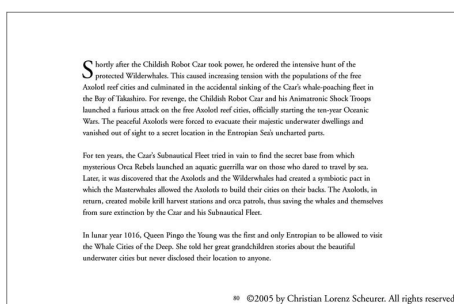 Shortly after the Childish Robot Czar took power, he ordered the intensive hunt of the
protected Wilderwhales. This caused increasing tension with the populations of the free
Axolotl reef cities and culminated in the accidental sinking of the Czar's whale-poaching fleet in
the Bay of Takashiro. For revenge, the Childish Robot Czar and his Animatronic Shock Troops
launched a furious attack on the free Axolotl reef cities, officially starting the ten-year Oceanic
Wars. The peaceful Axolotls were forced to evacuate their majestic underwater dwellings and
vanished out of sight to a secret location in the Entropian Sea's uncharted parts.
For ten years, the Czar's Subnautical Fleet tried in vain to find the secret base from which
mysterious Orca Rebels launched an aquatic guerrilla war on those who dared to travel by sea.
Later, it was discovered that the Axolotls and the Wilderwhales had created a symbiotic pact in
which the Masterwhales allowed the Axolotls to build their cities on their backs. The Axolotls, in
return, created mobile krill harvest stations and orca patrols, thus saving the whales and themselves
from sure extinction by the Czar and his Subnautical Fleet.
In lunar year 1016, Queen Pingo the Young was the first and only Entropian to be allowed to visit
the Whale Cities of the Deep. She told her great grandchildren stories about the beautiful
underwater cities but never disclosed their location to anyone.
80 ©2005 by Christian Lorenz Scheurer. All rights reserved